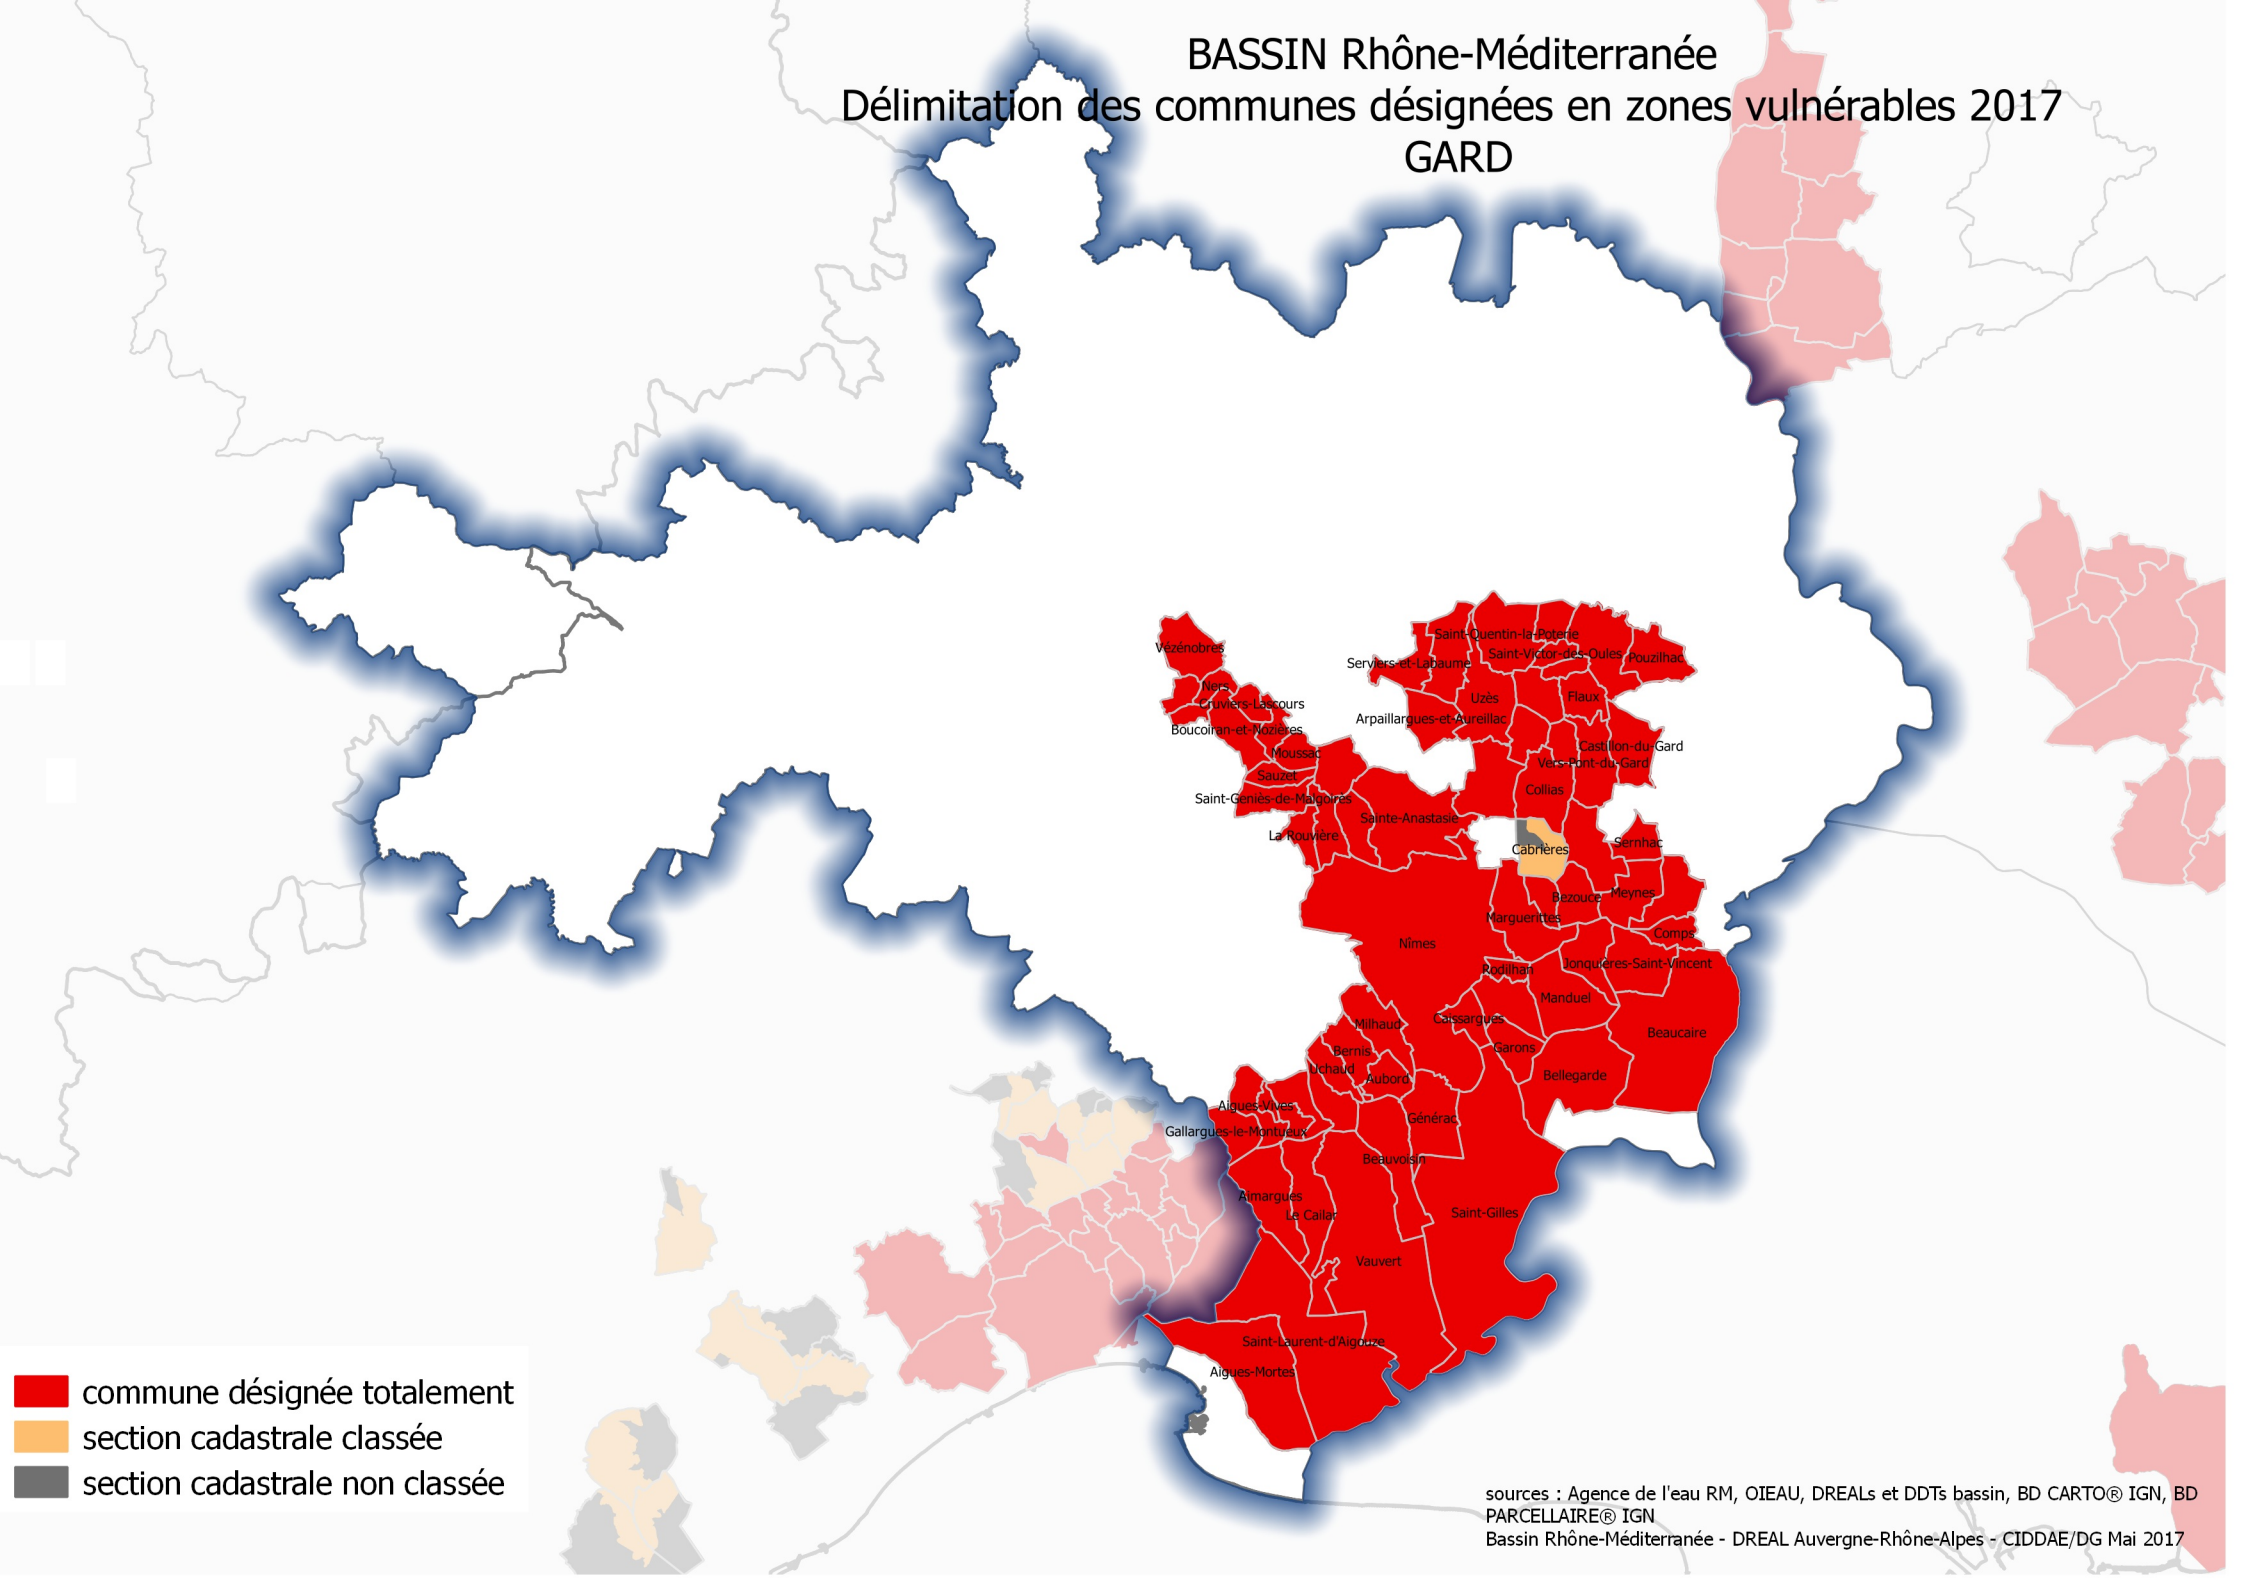 BASSIN Rhône-Méditerranée
Délimitation des communes désignées en zones vulnérables 2017
GARD
Vézénobres
Saint-Quentin-la-Poterie
Saint-Victor-des-Oules
Pouzilhac
Serviers-et-Labaume
Ners
Uzès
Flaux
Cruviers-Lascours
Arpaillargues-et-Aureillac
Boucoiran-et-Nozières
Castillon-du-Gard
Moussac
Vers-Pont-du-Gard
Sauzet
Collias
Saint-Geniès-de-Malgoirès
Sainte-Anastasie
La Rouvière
Sernhac
Cabrières
Bezouce
Meynes
Marguerittes
Comps
Nîmes
Rodilhan
Jonquières-Saint-Vincent
Manduel
Milhaud
Caissargues
Beaucaire
Bernis
Garons
Uchaud
Aubord
Bellegarde
Aigues-Vives
Générac
Gallargues-le-Montueux
Beauvoisin
Aimargues
Le Cailar
Saint-Gilles
Vauvert
Saint-Laurent-d'Aigouze
Aigues-Mortes
commune désignée totalement
section cadastrale classée
section cadastrale non classée
sources : Agence de l'eau RM, OIEAU, DREALs et DDTs bassin, BD CARTO® IGN, BD
PARCELLAIRE® IGN
Bassin Rhône-Méditerranée - DREAL Auvergne-Rhône-Alpes - CIDDAE/DG Mai 2017